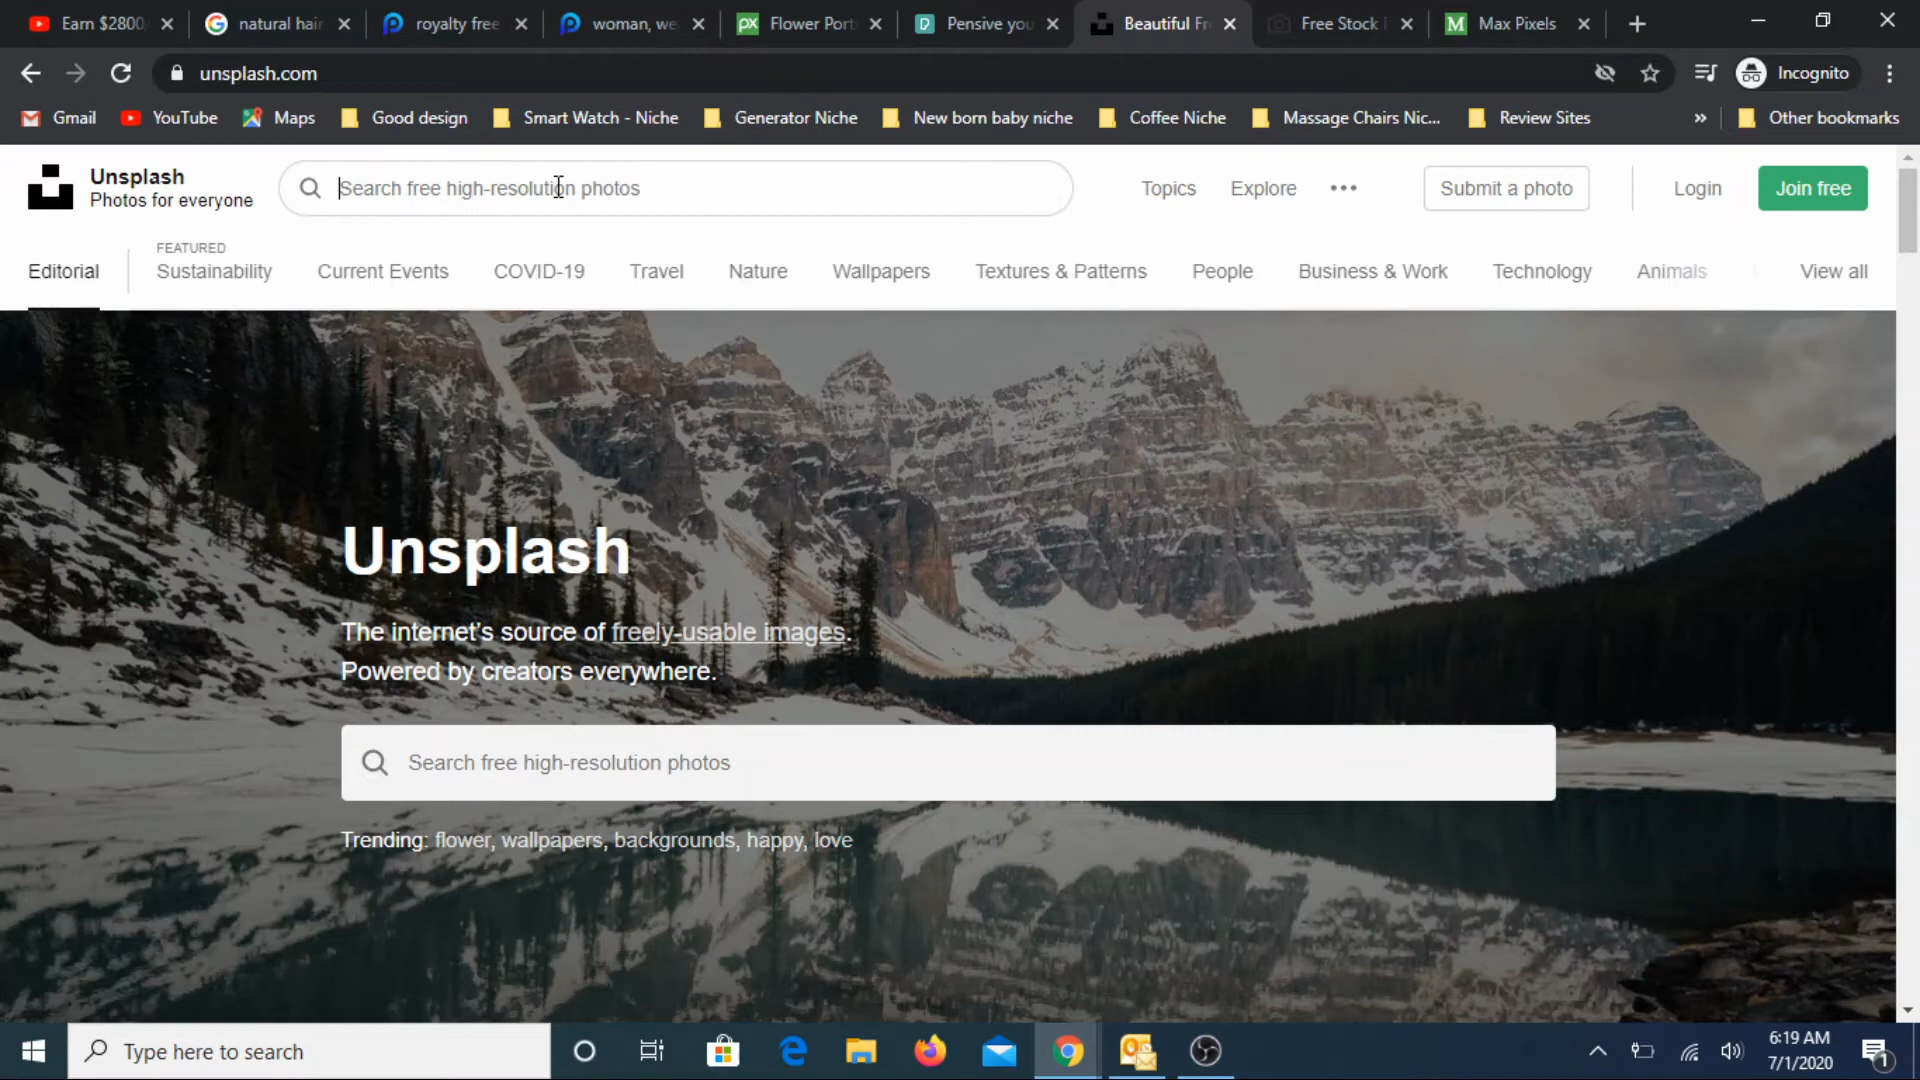 Earn $2800
natural hair
royalty free
woman, we
Flower Port
Pensive you
Beautiful Fr
Free Stock
Max Pixels
unsplash.com
Incognito
Gmail
YouTube
Maps
Good design
Smart Watch - Niche
Generator Niche
New born baby niche
Coffee Niche
Massage Chairs Nic...
Review Sites
»
Other bookmarks
Unsplash
Photos for everyone
Search free high-resolution photos
Topics
Explore
Submit a photo
Login
Join free
Editorial
FEATURED
Sustainability
Current Events
COVID-19
Travel
Nature
Wallpapers
Textures & Patterns
People
Business & Work
Technology
Animals
View all
Unsplash
The internet's source of freely-usable images.
Powered by creators everywhere.
Search free high-resolution photos
Trending: flower, wallpapers, backgrounds, happy, love
Type here to search
6:19 AM
7/1/2020
1